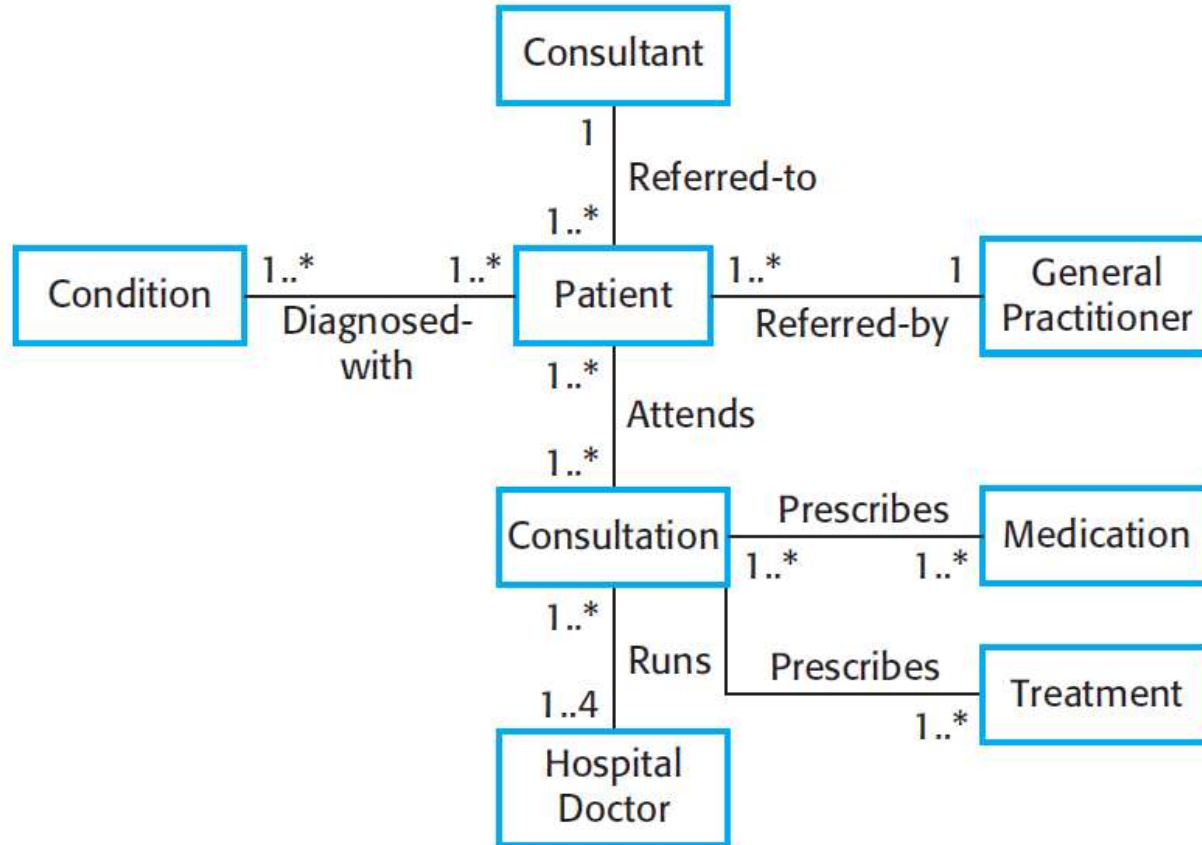 Consultant
1
Referred-to
1..*
Condition
1..*
1..*
Diagnosed-
with
Patient
1..*
1
Referred-by
General
Practitioner
1..*
Attends
1..*
Consultation
Prescribes
1..*
1..*
Medication
1..*
Runs
1..4
Prescribes
1..*
Treatment
Hospital
Doctor